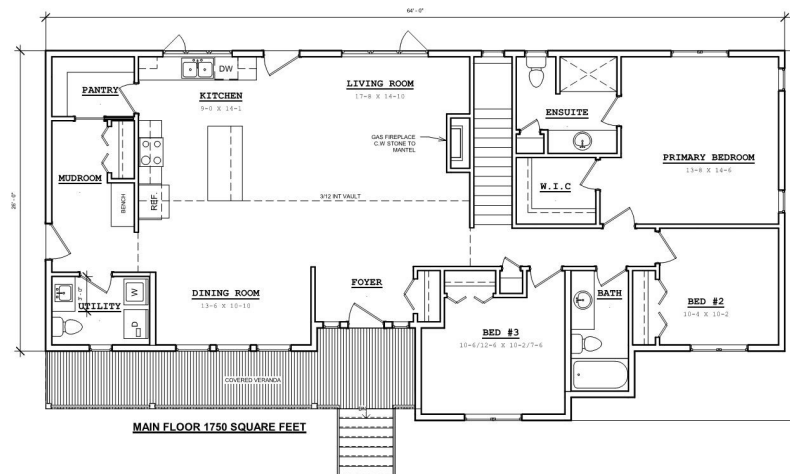 64' - 0"
PANTRY
DW
KITCHEN
9-0 X 14-1
LIVING ROOM
17-8 X 14-10
GAS FIREPLACE
C.W STONE TO
MANTEL
ENSUITE
PRIMARY BEDROOM
13-8 X 14-6
W.I.C
MUDROOM
BENCH
REF.
3/12 INT VAULT
UTILITY
W
D
DINING ROOM
13-6 X 10-10
FOYER
BED #3
10-6/12-6 X 10-2/7-6
BATH
BED #2
10-4 X 10-2
COVERED VERANDA
MAIN FLOOR 1750 SQUARE FEET